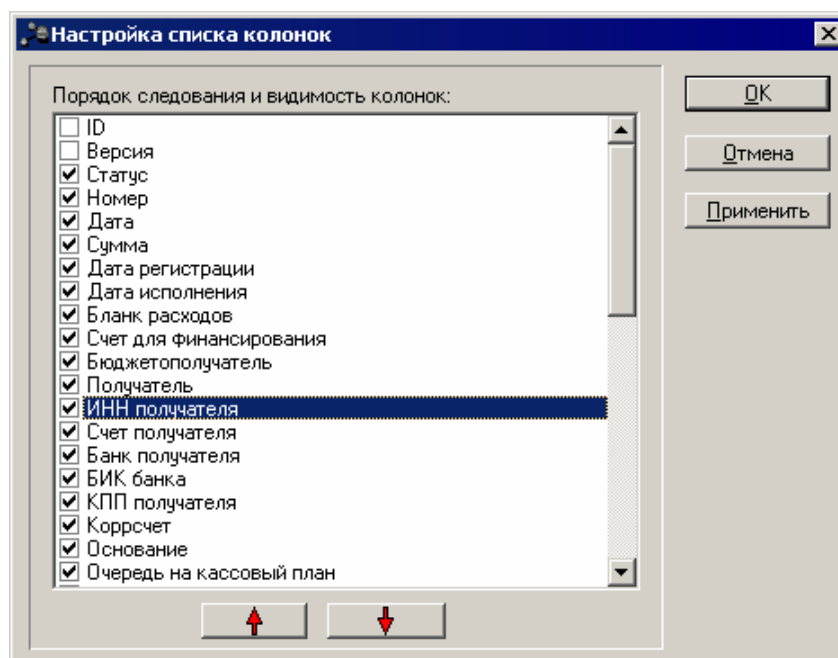 Настройка списка колонок
Порядок следования и видимость колонок:
ID
Версия
Статус
Номер
Дата
Сумма
Дата регистрации
Дата исполнения
Бланк расходов
Счет для финансирования
Бюджетополучатель
Получатель
ИНН получателя
Счет получателя
Банк получателя
БИК банка
КПП получателя
Коррсчет
Основание
Очередь на кассовый план
OK
Отмена
Применить